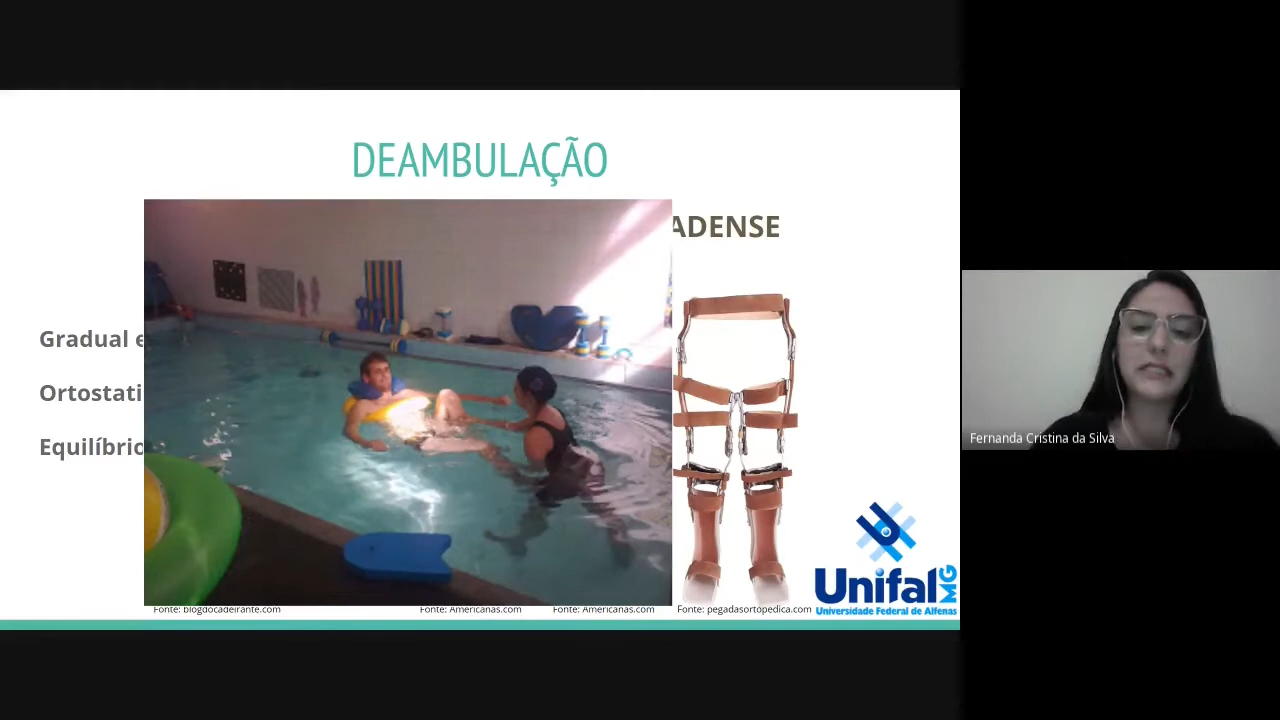 DEAMBULAÇÃO
ADENSE
Gradual e
Ortostati
Equilíbrio
Fonte: blogdocadeirante.com
Fonte: Americanas.com
Fonte: Americanas.com
Fonte: pegadasortopedica.com
Unifal MG
Universidade Federal de Alfenas
Fernanda Cristina da Silva